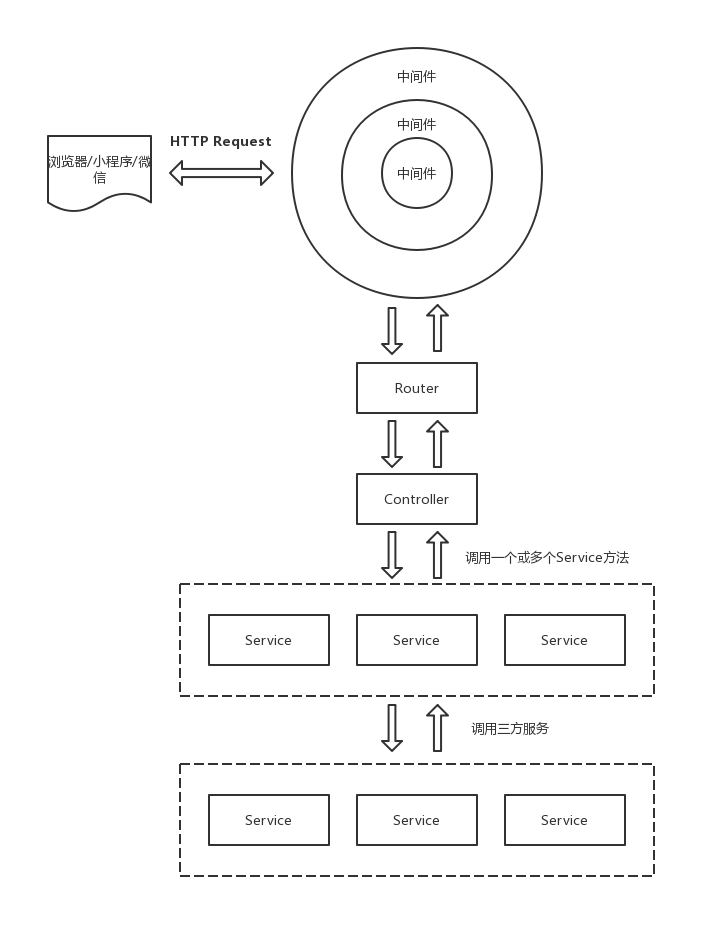 中间件
中间件
HTTP Request
浏览器/小程序/微
信
中间件
Router
Controller
调用一个或多个Service方法
Service
Service
Service
调用三方服务
Service
Service
Service